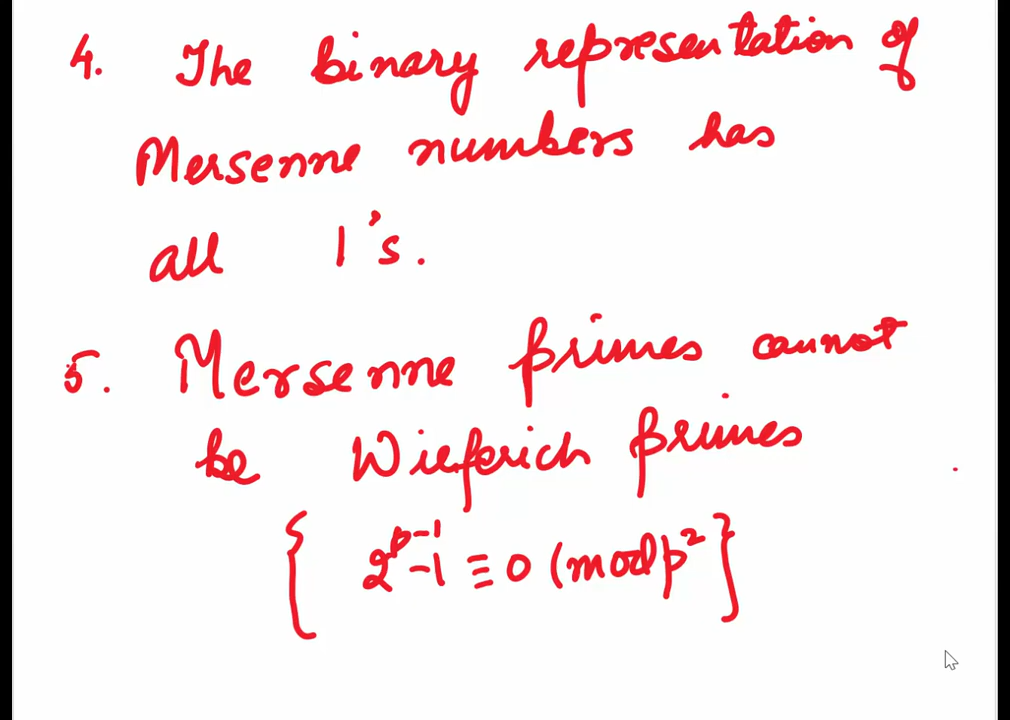 4. The binary representation of
Mersenne numbers has
all 1's.
5. Mersenne primes cannot
be Wieferich primes
{ 2^{p-1} -1 ≡ 0 (mod p² }